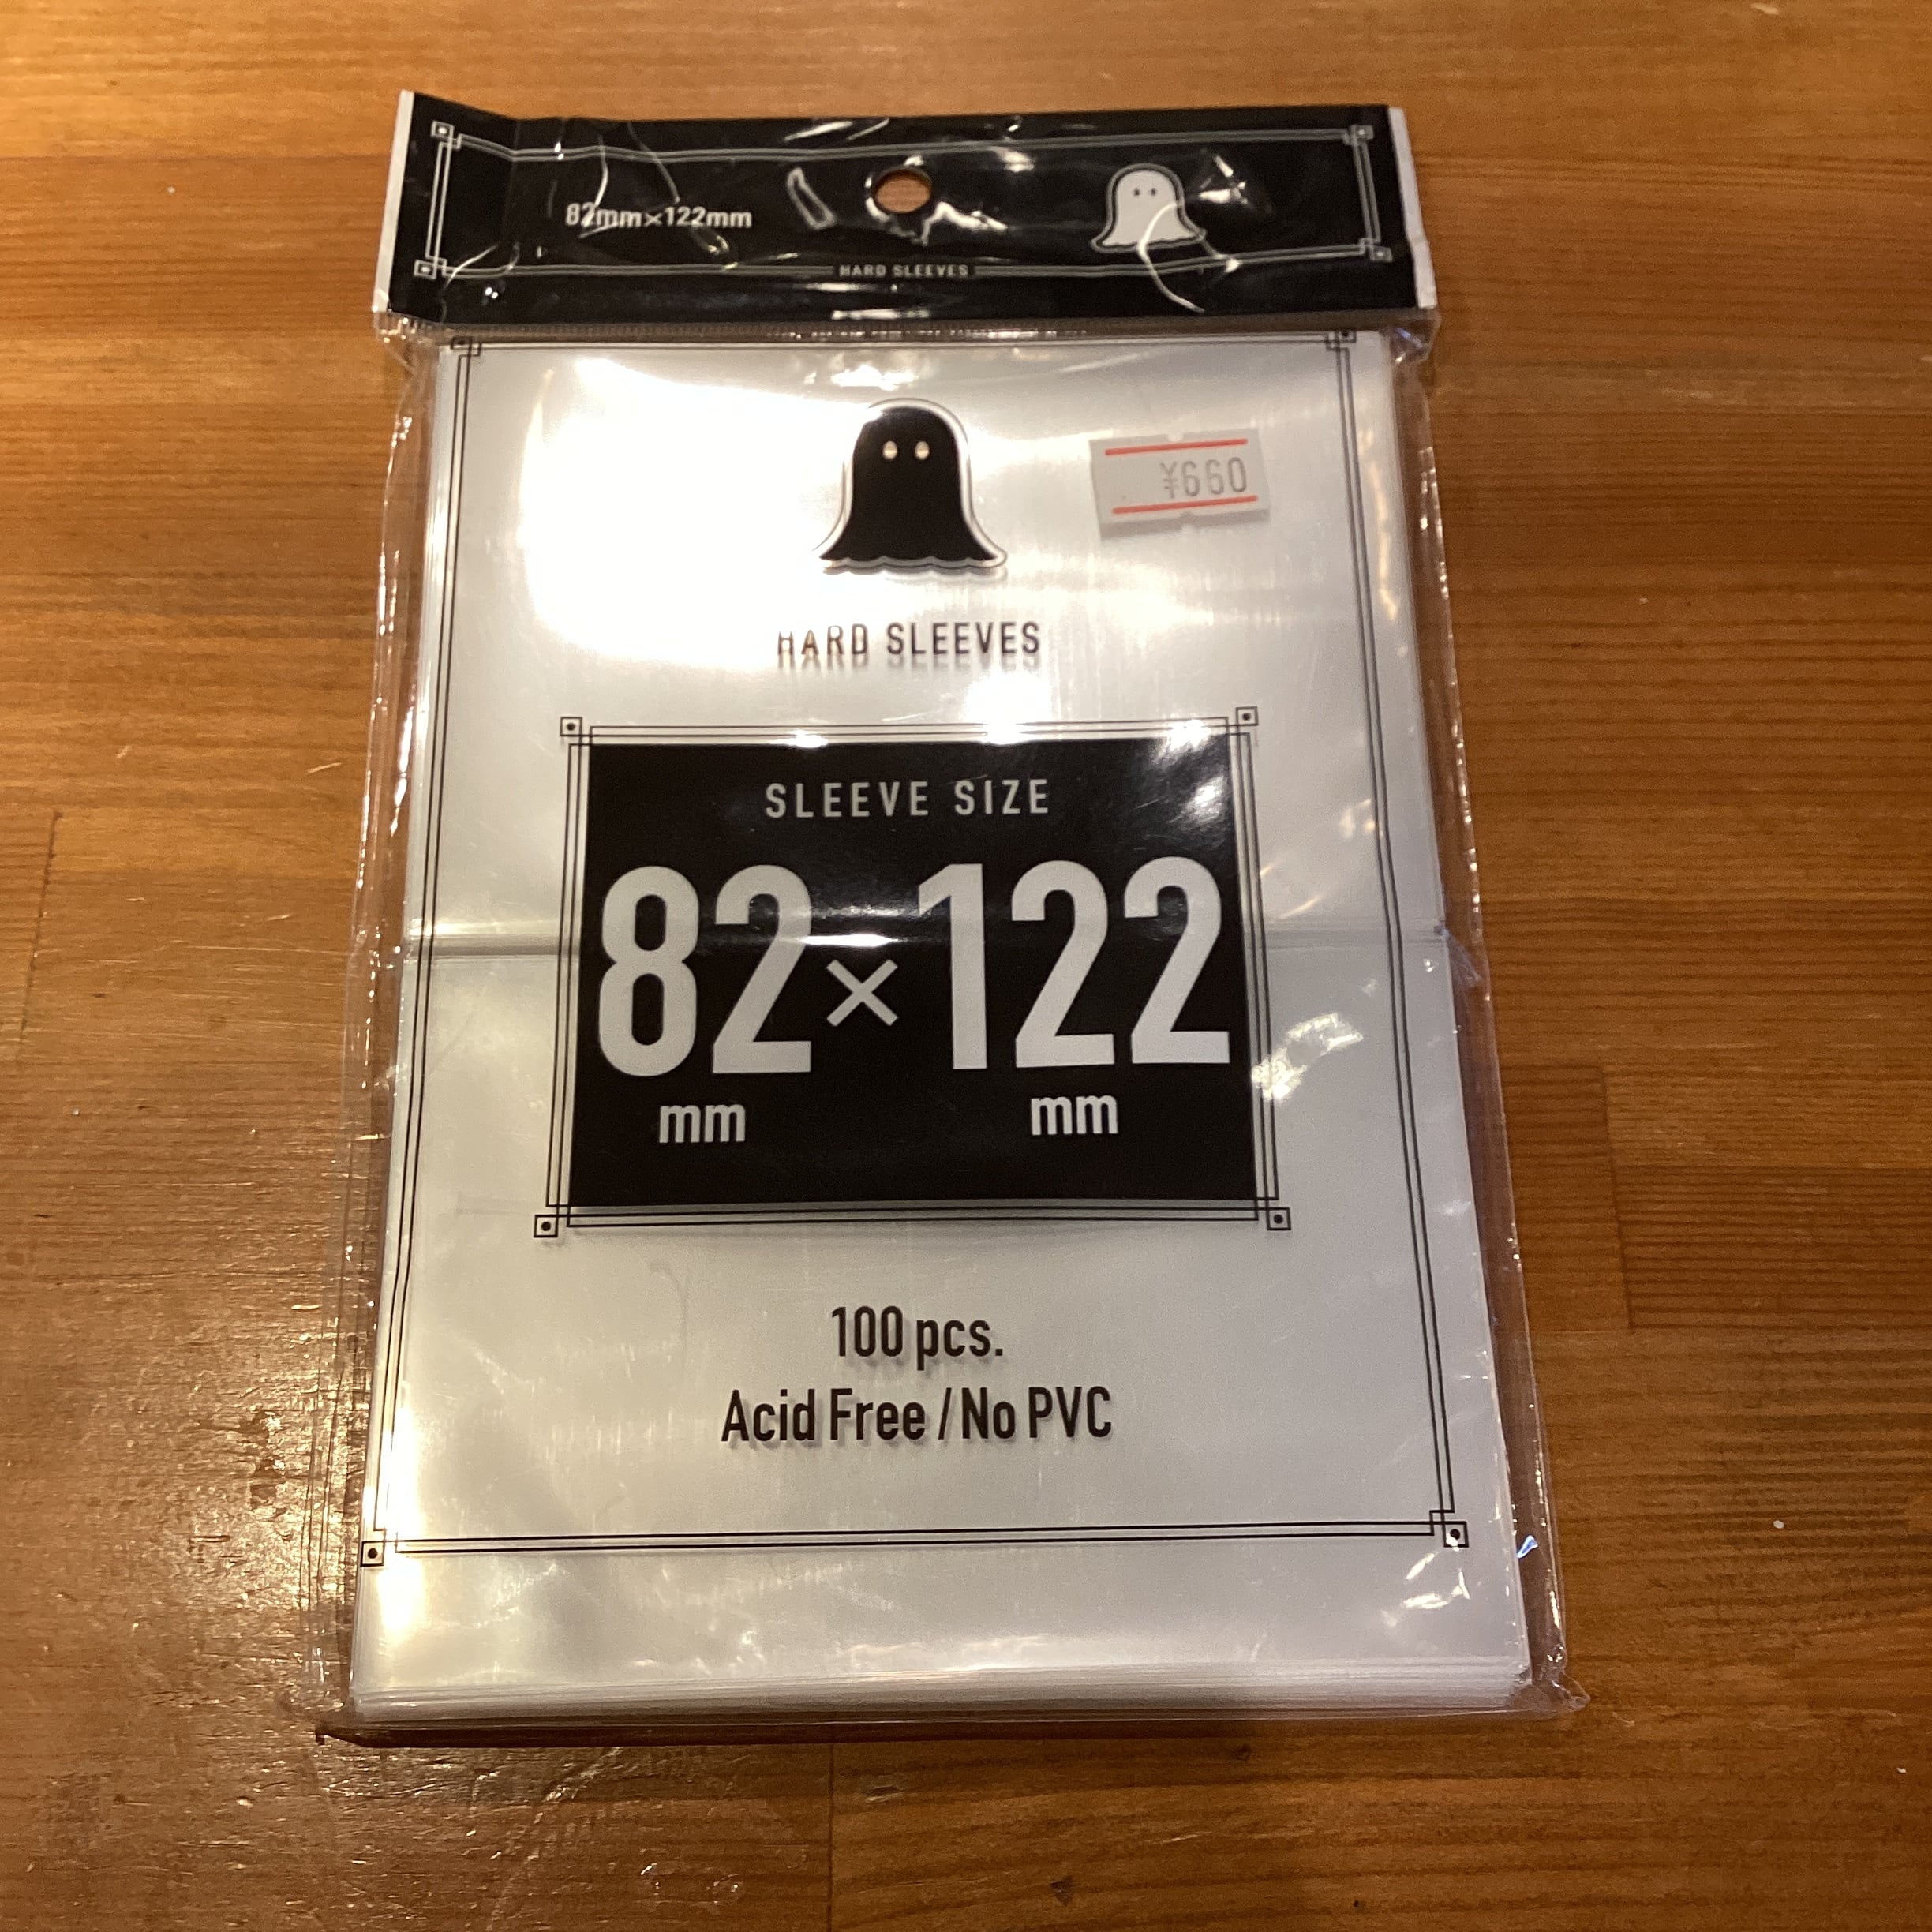 82mm×122mm
HARD SLEEVES
¥660
HARD SLEEVES
SLEEVE SIZE
82×122
mm mm
100 pcs.
Acid Free / No PVC